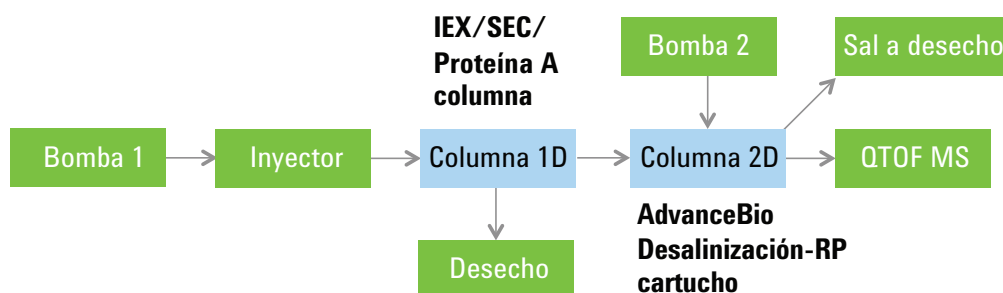 IEX/SEC/
Proteína A
columna
Bomba 2
Sal a desecho
Bomba 1
Inyector
Columna 1D
Columna 2D
QTOF MS
Desecho
AdvanceBio
Desalinización-RP
cartucho